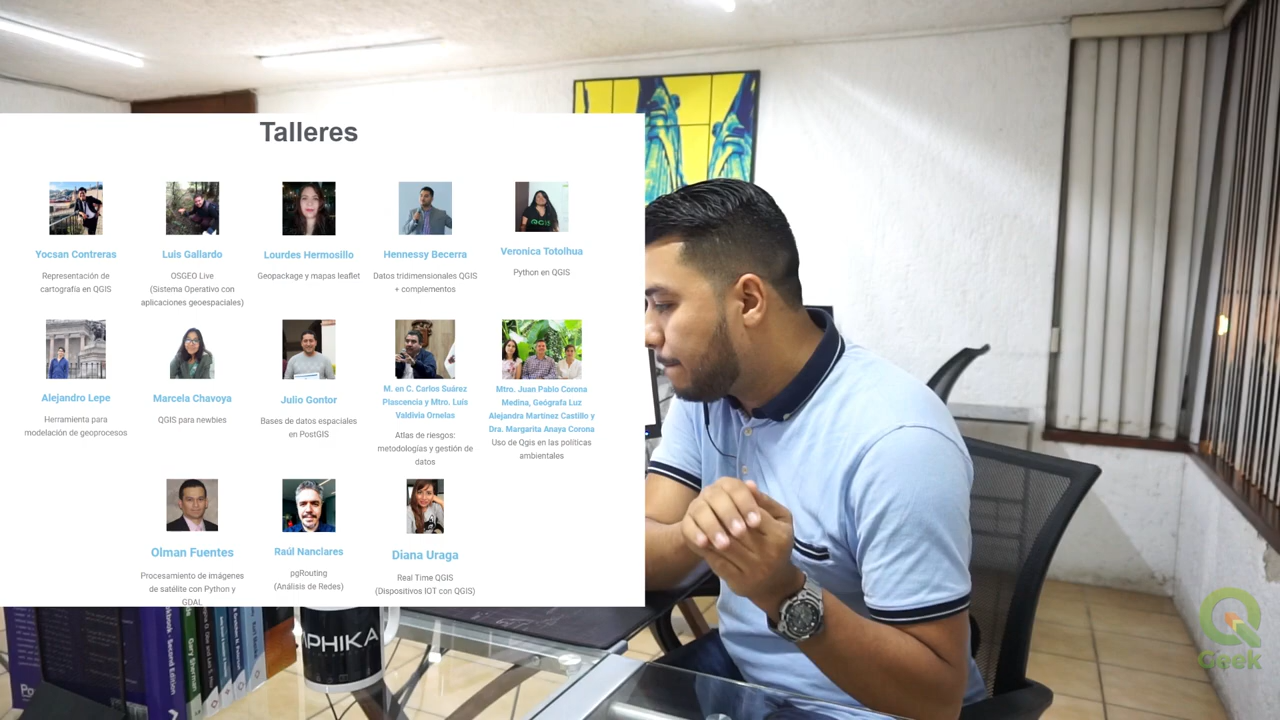 Talleres
Yocsan Contreras
Representación de
cartografía en QGIS
Luis Gallardo
OSGEO Live
(Sistema Operativo con
aplicaciones geoespaciales)
Lourdes Hermosillo
Geopackage y mapas leaflet
Hennessy Becerra
Datos tridimensionales QGIS
+ complementos
Veronica Totolhua
Python en QGIS
Alejandro Lepe
Herramienta para
modelación de geoprocesos
Marcela Chavoya
QGIS para newbies
Julio Gontor
Bases de datos espaciales
en PostGIS
M. en C. Carlos Suárez
Plascencia y Mtro. Luis
Valdivia Ornelas
Atlas de riesgos:
metodologías y gestión de
datos
Mtro. Juan Pablo Corona
Medina, Geógrafa Luz
Alejandra Martínez Castillo y
Dra. Margarita Anaya Corona
Uso de Qgis en las políticas
ambientales
Olman Fuentes
Procesamiento de imágenes
de satélite con Python y
GDAL
Raúl Nanclares
pgRouting
(Análisis de Redes)
Diana Uraga
Real Time QGIS
(Dispositivos IOT con QGIS)
Second Edition
Gary Sherman
APHIKA
Geek